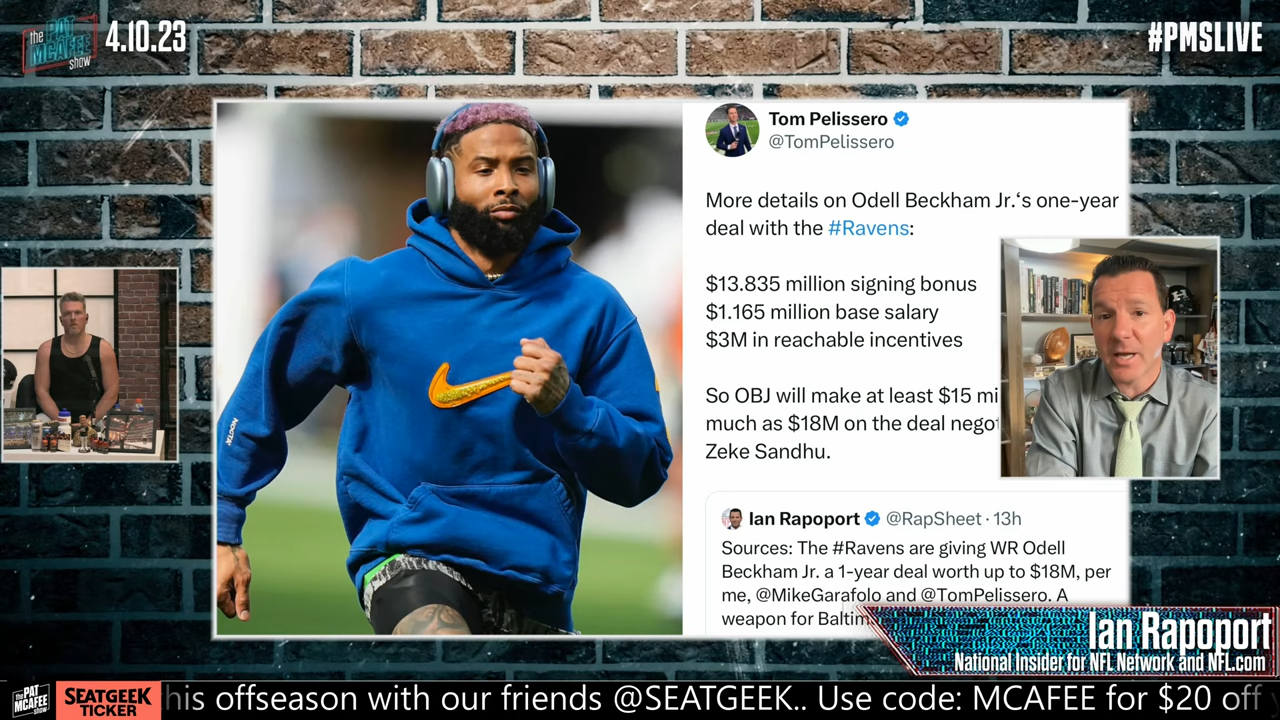 the PAT MCAFEE show
4.10.23
#PMSLIVE
Tom Pelissero
@TomPelissero
More details on Odell Beckham Jr.‘s one-year
deal with the #Ravens:
$13.835 million signing bonus
$1.165 million base salary
$3M in reachable incentives
So OBJ will make at least $15 mi
much as $18M on the deal negot
Zeke Sandhu.
Ian Rapoport @RapSheet · 13h
Sources: The #Ravens are giving WR Odell
Beckham Jr. a 1-year deal worth up to $18M, per
me, @MikeGarafolo and @TomPelissero. A
weapon for Baltim
NOCTA
Ian Rapoport
National Insider for NFL Network and NFL.com
the PAT MCAFEE show
SEATGEEK
TICKER
his offseason with our friends @SEATGEEK.. Use code: MCAFEE for $20 off